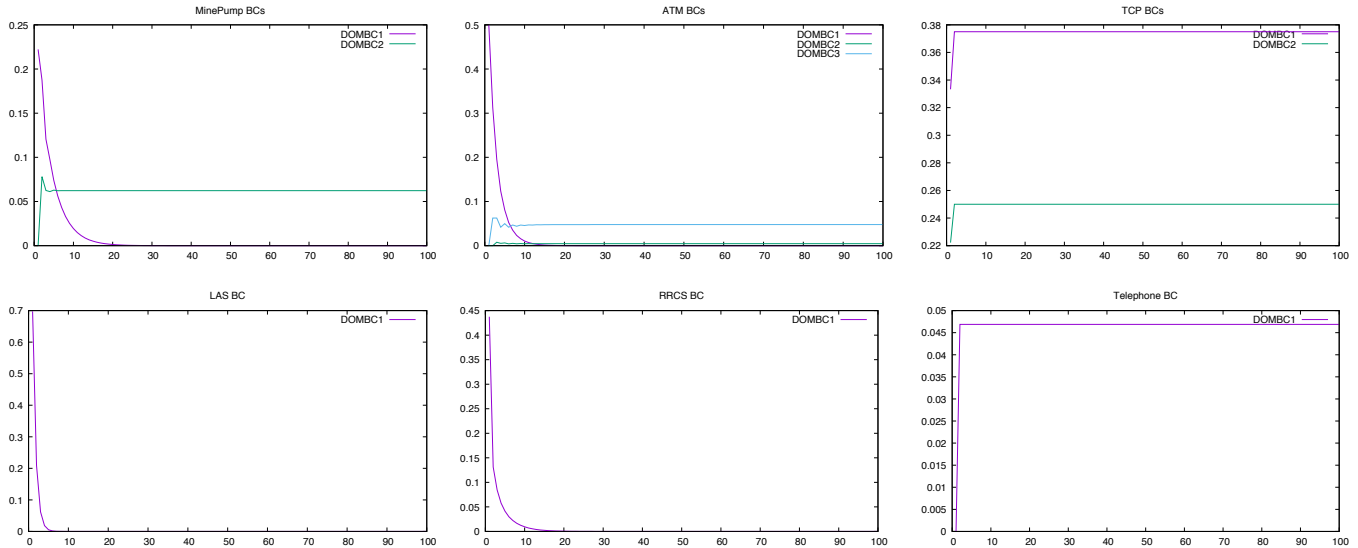 MinePump BCs
0.25
0.2
0.15
0.1
0.05
0
0 10 20 30 40 50 60 70 80 90 100
DOMBC1
DOMBC2
ATM BCs
0.5
0.4
0.3
0.2
0.1
0
0 10 20 30 40 50 60 70 80 90 100
DOMBC1
DOMBC2
DOMBC3
TCP BCs
0.38
0.36
0.34
0.32
0.3
0.28
0.26
0.24
0.22
0 10 20 30 40 50 60 70 80 90 100
DOMBC1
DOMBC2
LAS BC
0.7
0.6
0.5
0.4
0.3
0.2
0.1
0
0 10 20 30 40 50 60 70 80 90 100
DOMBC1
RRCS BC
0.45
0.4
0.35
0.3
0.25
0.2
0.15
0.1
0.05
0
0 10 20 30 40 50 60 70 80 90 100
DOMBC1
Telephone BC
0.05
0.045
0.04
0.035
0.03
0.025
0.02
0.015
0.01
0.005
0
0 10 20 30 40 50 60 70 80 90 100
DOMBC1